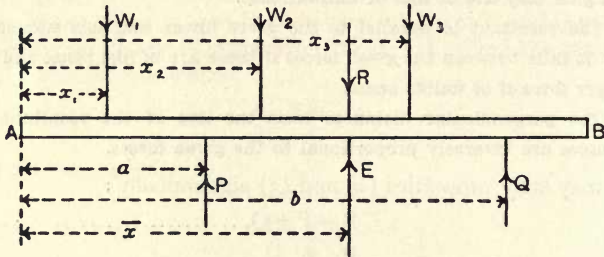 W₁ W₂ W₃
x₃
x₂ R
x₁
A B
a P E Q
b
x̄